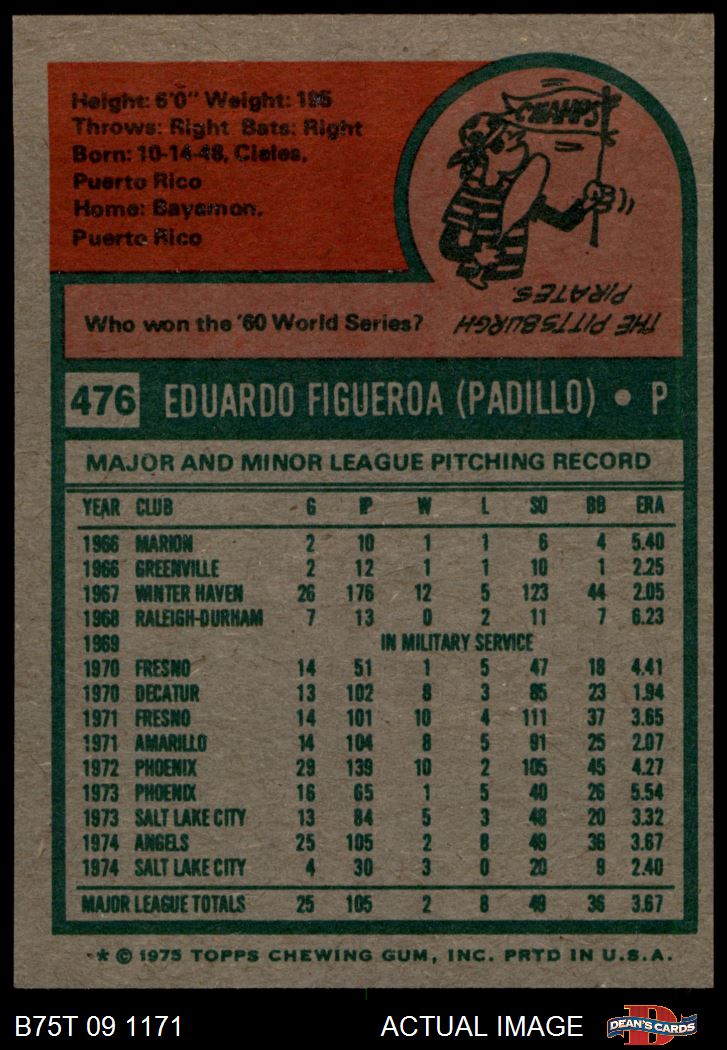 Height: 6'0" Weight: 195
Throws: Right Bats: Right
Born: 10-14-48, Ciales,
Puerto Rico
Home: Bayamon,
Puerto Rico
CHAMPS
Who won the '60 World Series?
THE PITTSBURGH
PIRATES.
476 EDUARDO FIGUEROA (PADILLO) • P
MAJOR AND MINOR LEAGUE PITCHING RECORD
YEAR CLUB G IP W L SO BB ERA
1966 MARION 2 10 1 1 6 4 5.40
1966 GREENVILLE 2 12 1 1 10 1 2.25
1967 WINTER HAVEN 26 176 12 5 123 44 2.05
1968 RALEIGH-DURHAM 7 13 0 2 11 7 6.23
1969 IN MILITARY SERVICE
1970 FRESNO 14 51 1 5 47 18 4.41
1970 DECATUR 13 102 8 3 85 23 1.94
1971 FRESNO 14 101 10 4 111 37 3.65
1971 AMARILLO 14 104 8 5 91 25 2.07
1972 PHOENIX 29 139 10 2 105 45 4.27
1973 PHOENIX 16 65 1 5 40 26 5.54
1973 SALT LAKE CITY 13 84 5 3 48 20 3.32
1974 ANGELS 25 105 2 8 49 36 3.67
1974 SALT LAKE CITY 4 30 3 0 20 9 2.40
MAJOR LEAGUE TOTALS 25 105 2 8 49 36 3.67
* © 1975 TOPPS CHEWING GUM, INC. PRTD IN U.S.A.
B75T 09 1171 ACTUAL IMAGE DEAN'S CARDS